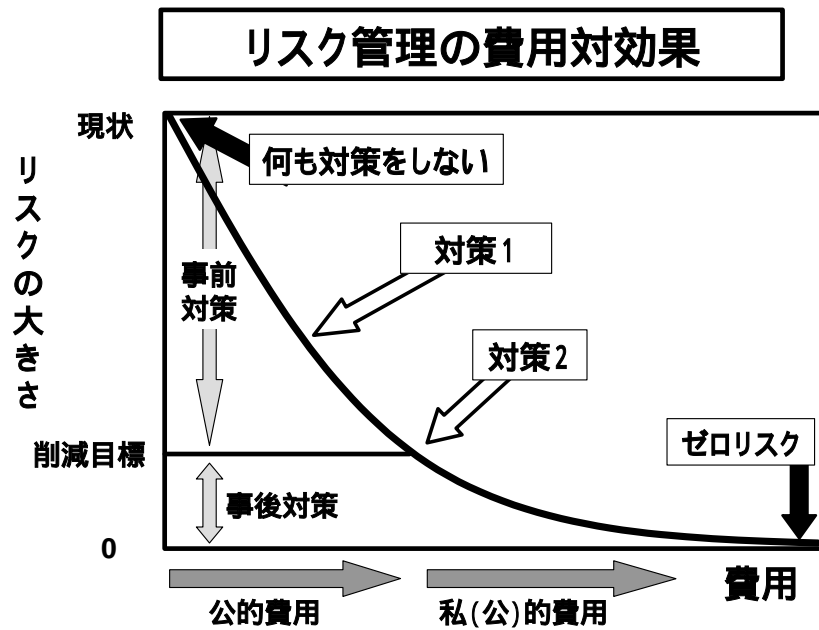 リスク管理の費用対効果
現状
何も対策をしない
リスクの大きさ
対策1
事前
対策
対策2
削減目標
ゼロリスク
事後対策
0
費用
公的費用
私(公)的費用